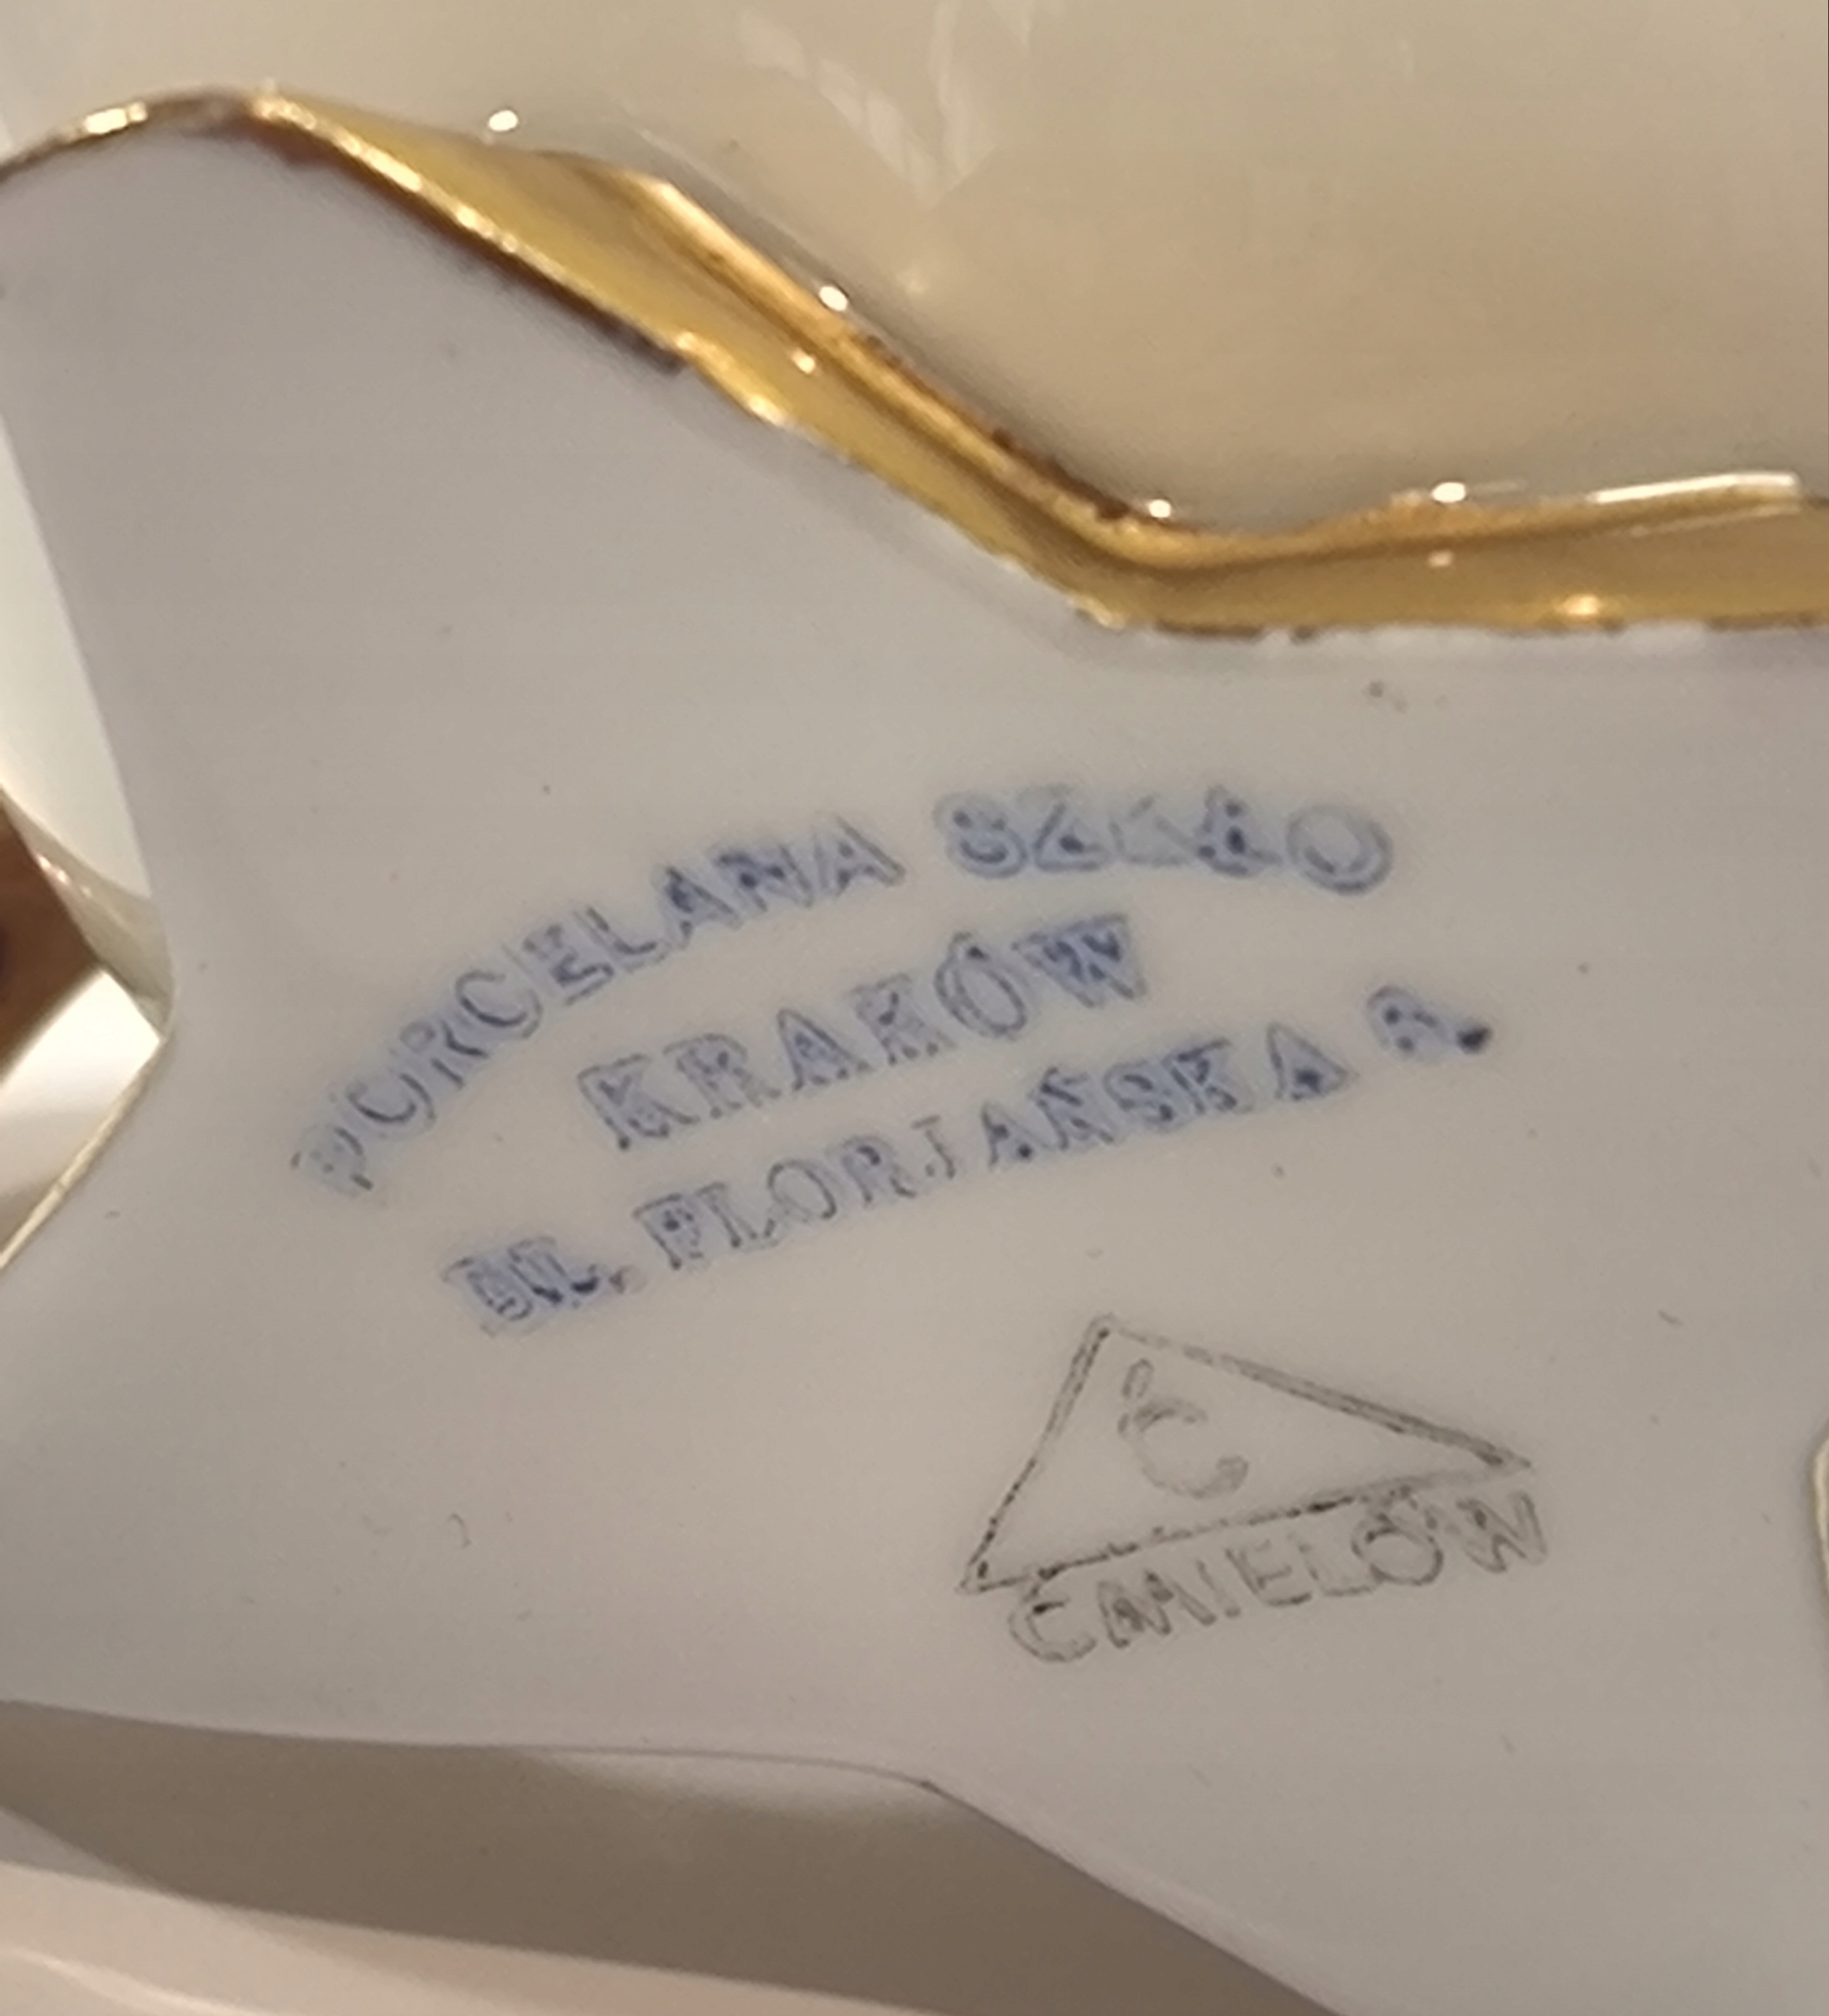 PORCELANA SZKŁO
KRAKÓW
UL. FLORJAŃSKA
Ć
ĆMIELÓW